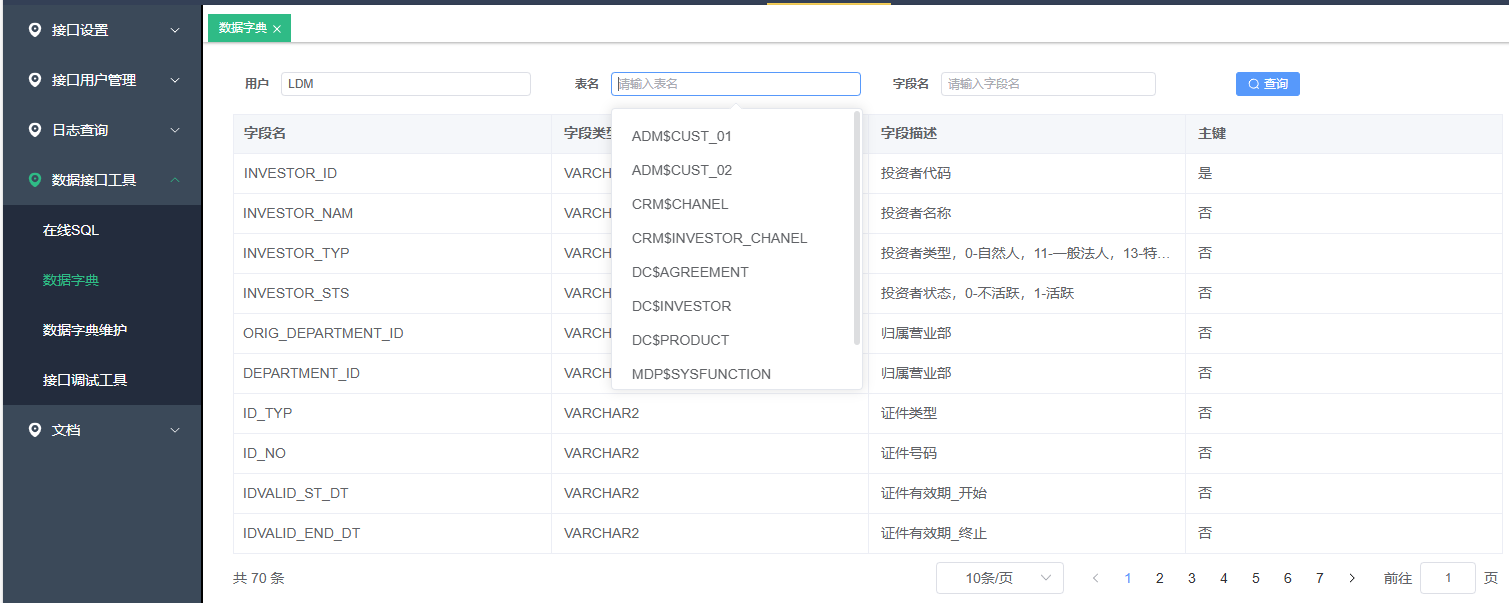 接口设置
接口用户管理
日志查询
数据接口工具
在线SQL
数据字典
数据字典维护
接口调试工具
文档
数据字典
用户 LDM 表名 请输入表名 字段名 请输入字段名 查询
ADM$CUST_01
ADM$CUST_02
CRM$CHANEL
CRM$INVESTOR_CHANEL
DC$AGREEMENT
DC$INVESTOR
DC$PRODUCT
MDP$SYSFUNCTION
字段名 字段类 字段描述 主键
INVESTOR_ID VARCH 投资者代码 是
INVESTOR_NAM VARCH 投资者名称 否
INVESTOR_TYP VARCH 投资者类型，0-自然人，11-一般法人，13-特... 否
INVESTOR_STS VARCH 投资者状态，0-不活跃，1-活跃 否
ORIG_DEPARTMENT_ID VARCH 归属营业部 否
DEPARTMENT_ID VARCH 归属营业部 否
ID_TYP VARCHAR2 证件类型 否
ID_NO VARCHAR2 证件号码 否
IDVALID_ST_DT VARCHAR2 证件有效期_开始 否
IDVALID_END_DT VARCHAR2 证件有效期_终止 否
共 70 条 10条/页 < 1 2 3 4 5 6 7 > 前往 1 页